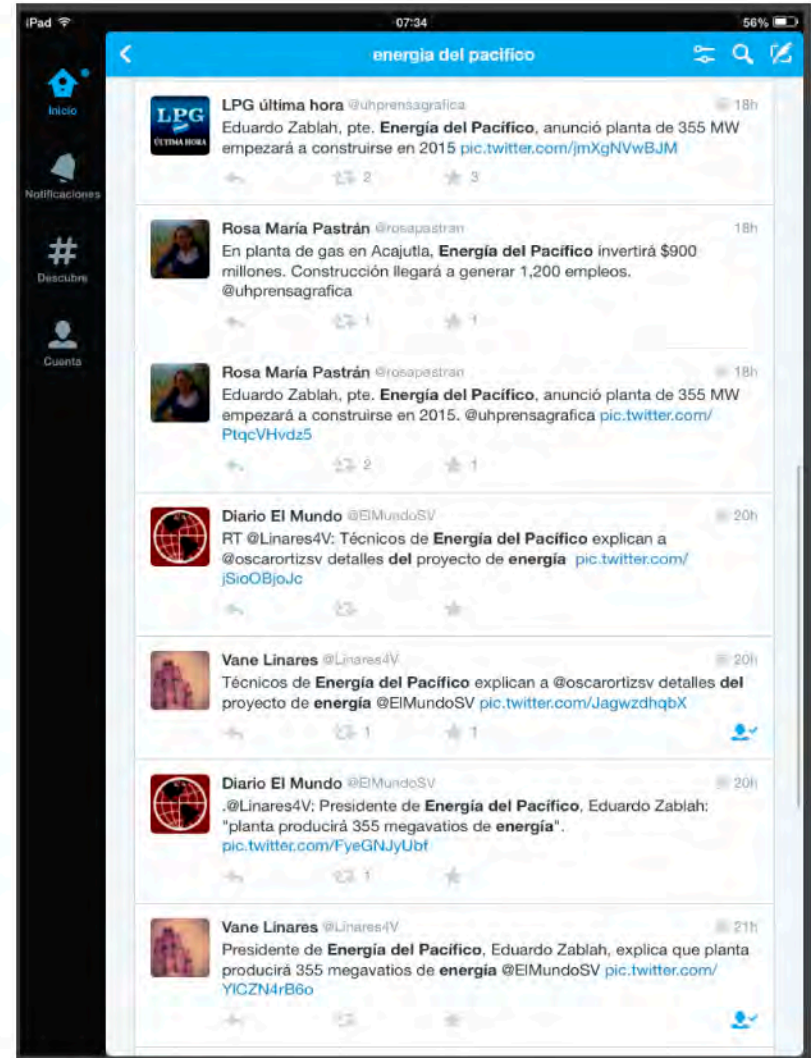 iPad 07:34 56%
energia del pacifico
Inicio
Notificaciones
Descubre
Cuenta
LPG
ÚLTIMA HORA
LPG última hora @uhprensagrafica 18h
Eduardo Zablah, pte. Energía del Pacífico, anunció planta de 355 MW
empezará a construirse en 2015 pic.twitter.com/jmXgNVwBJM
2 3
Rosa María Pastrán @rosapastran 18h
En planta de gas en Acajutla, Energía del Pacífico invertirá $900
millones. Construcción llegará a generar 1,200 empleos.
@uhprensagrafica
1 1
Rosa María Pastrán @rosapastran 18h
Eduardo Zablah, pte. Energía del Pacífico, anunció planta de 355 MW
empezará a construirse en 2015. @uhprensagrafica pic.twitter.com/
PtqcVHvdz5
2 1
Diario El Mundo @ElMundoSV 20h
RT @Linares4V: Técnicos de Energía del Pacífico explican a
@oscarortizsv detalles del proyecto de energía pic.twitter.com/
jSioOBjoJc
Vane Linares @Linares4V 20h
Técnicos de Energía del Pacífico explican a @oscarortizsv detalles del
proyecto de energía @ElMundoSV pic.twitter.com/JagwzdhqbX
1 1
Diario El Mundo @ElMundoSV 20h
.@Linares4V: Presidente de Energía del Pacífico, Eduardo Zablah:
"planta producirá 355 megavatios de energía".
pic.twitter.com/FyeGNJyUbf
1
Vane Linares @Linares4V 21h
Presidente de Energía del Pacífico, Eduardo Zablah, explica que planta
producirá 355 megavatios de energía @ElMundoSV pic.twitter.com/
YlCZN4rB6o